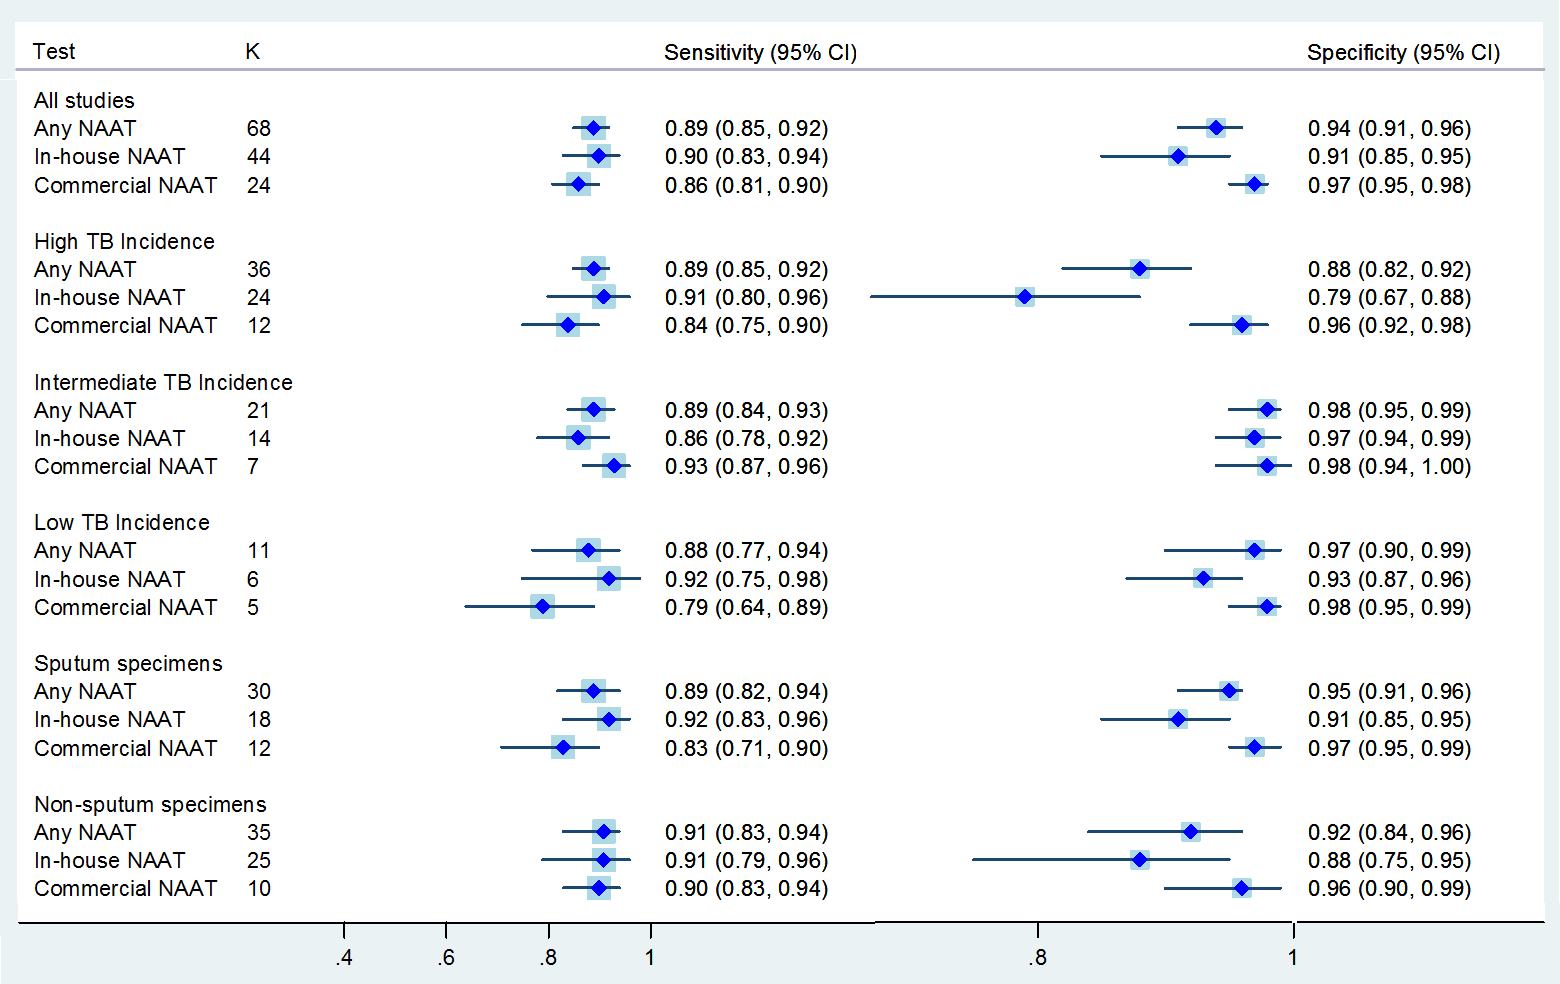 Test K Sensitivity (95% CI) Specificity (95% CI)
All studies
Any NAAT 68 0.89 (0.85, 0.92) 0.94 (0.91, 0.96)
In-house NAAT 44 0.90 (0.83, 0.94) 0.91 (0.85, 0.95)
Commercial NAAT 24 0.86 (0.81, 0.90) 0.97 (0.95, 0.98)
High TB Incidence
Any NAAT 36 0.89 (0.85, 0.92) 0.88 (0.82, 0.92)
In-house NAAT 24 0.91 (0.80, 0.96) 0.79 (0.67, 0.88)
Commercial NAAT 12 0.84 (0.75, 0.90) 0.96 (0.92, 0.98)
Intermediate TB Incidence
Any NAAT 21 0.89 (0.84, 0.93) 0.98 (0.95, 0.99)
In-house NAAT 14 0.86 (0.78, 0.92) 0.97 (0.94, 0.99)
Commercial NAAT 7 0.93 (0.87, 0.96) 0.98 (0.94, 1.00)
Low TB Incidence
Any NAAT 11 0.88 (0.77, 0.94) 0.97 (0.90, 0.99)
In-house NAAT 6 0.92 (0.75, 0.98) 0.93 (0.87, 0.96)
Commercial NAAT 5 0.79 (0.64, 0.89) 0.98 (0.95, 0.99)
Sputum specimens
Any NAAT 30 0.89 (0.82, 0.94) 0.95 (0.91, 0.96)
In-house NAAT 18 0.92 (0.83, 0.96) 0.91 (0.85, 0.95)
Commercial NAAT 12 0.83 (0.71, 0.90) 0.97 (0.95, 0.99)
Non-sputum specimens
Any NAAT 35 0.91 (0.83, 0.94) 0.92 (0.84, 0.96)
In-house NAAT 25 0.91 (0.79, 0.96) 0.88 (0.75, 0.95)
Commercial NAAT 10 0.90 (0.83, 0.94) 0.96 (0.90, 0.99)
.4 .6 .8 1 .8 1